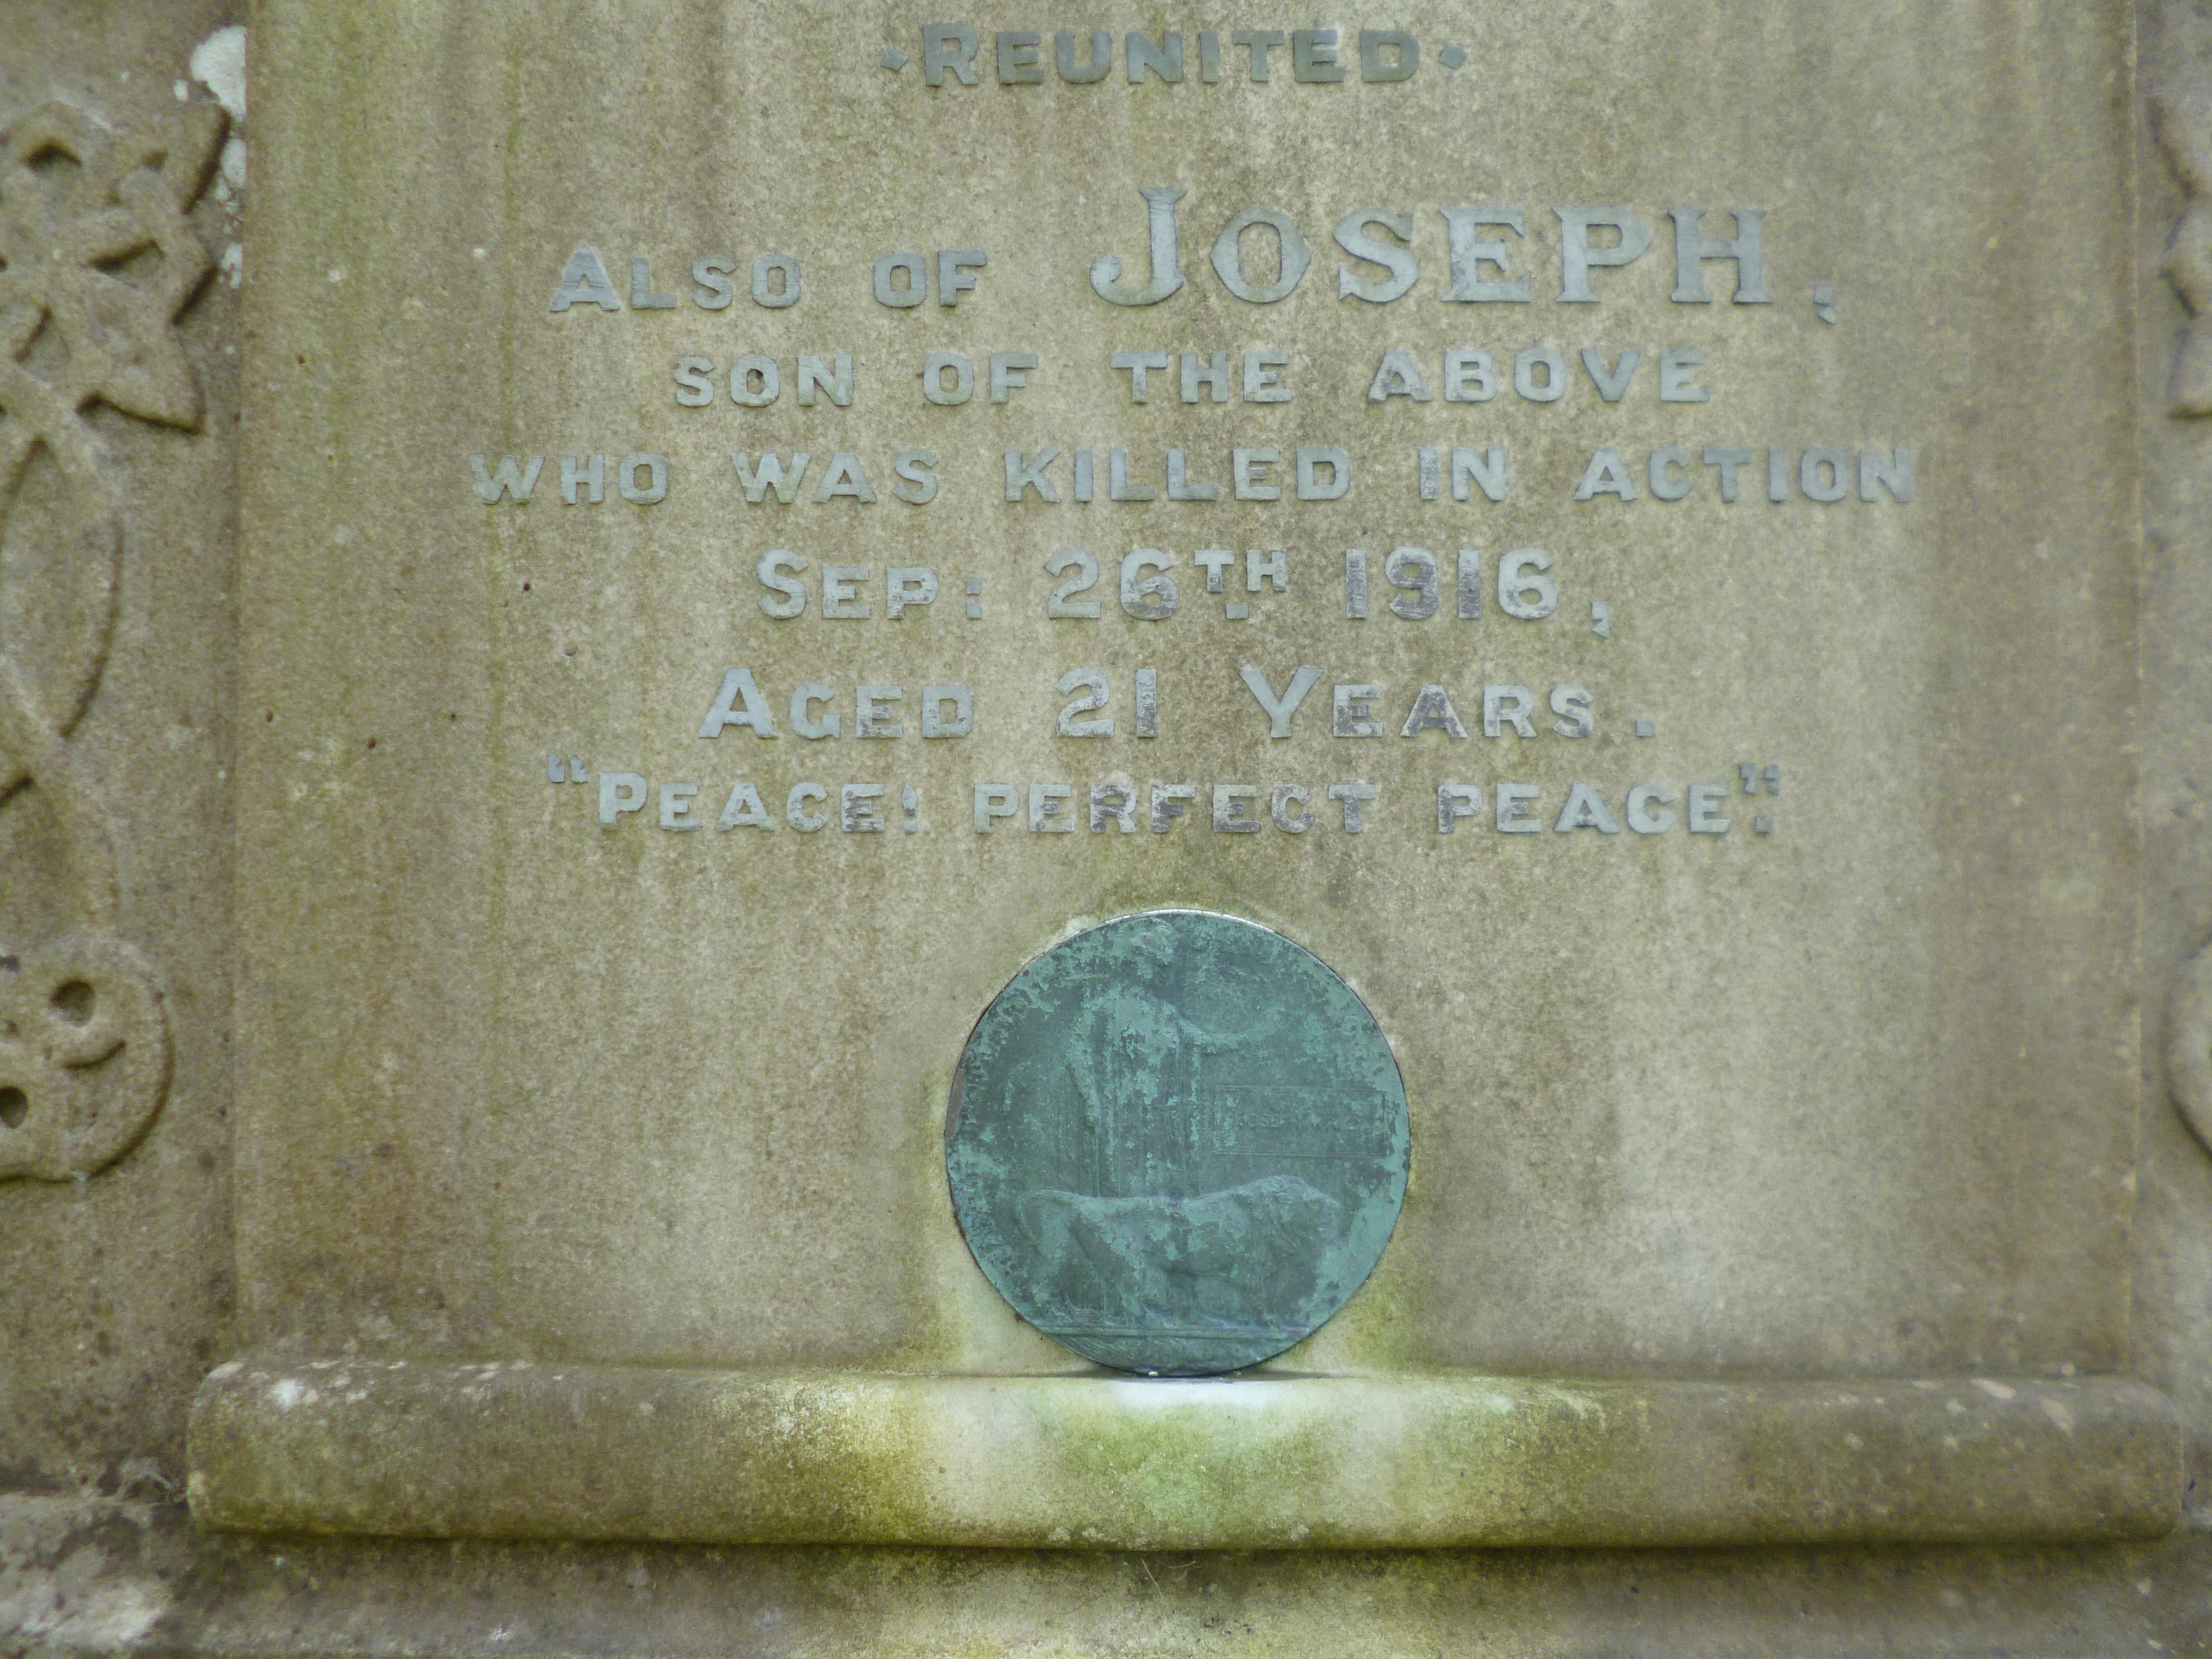 ·REUNITED·
ALSO OF JOSEPH,
SON OF THE ABOVE
WHO WAS KILLED IN ACTION
SEP: 26TH. 1916,
AGED 21 YEARS.
"PEACE! PERFECT PEACE".